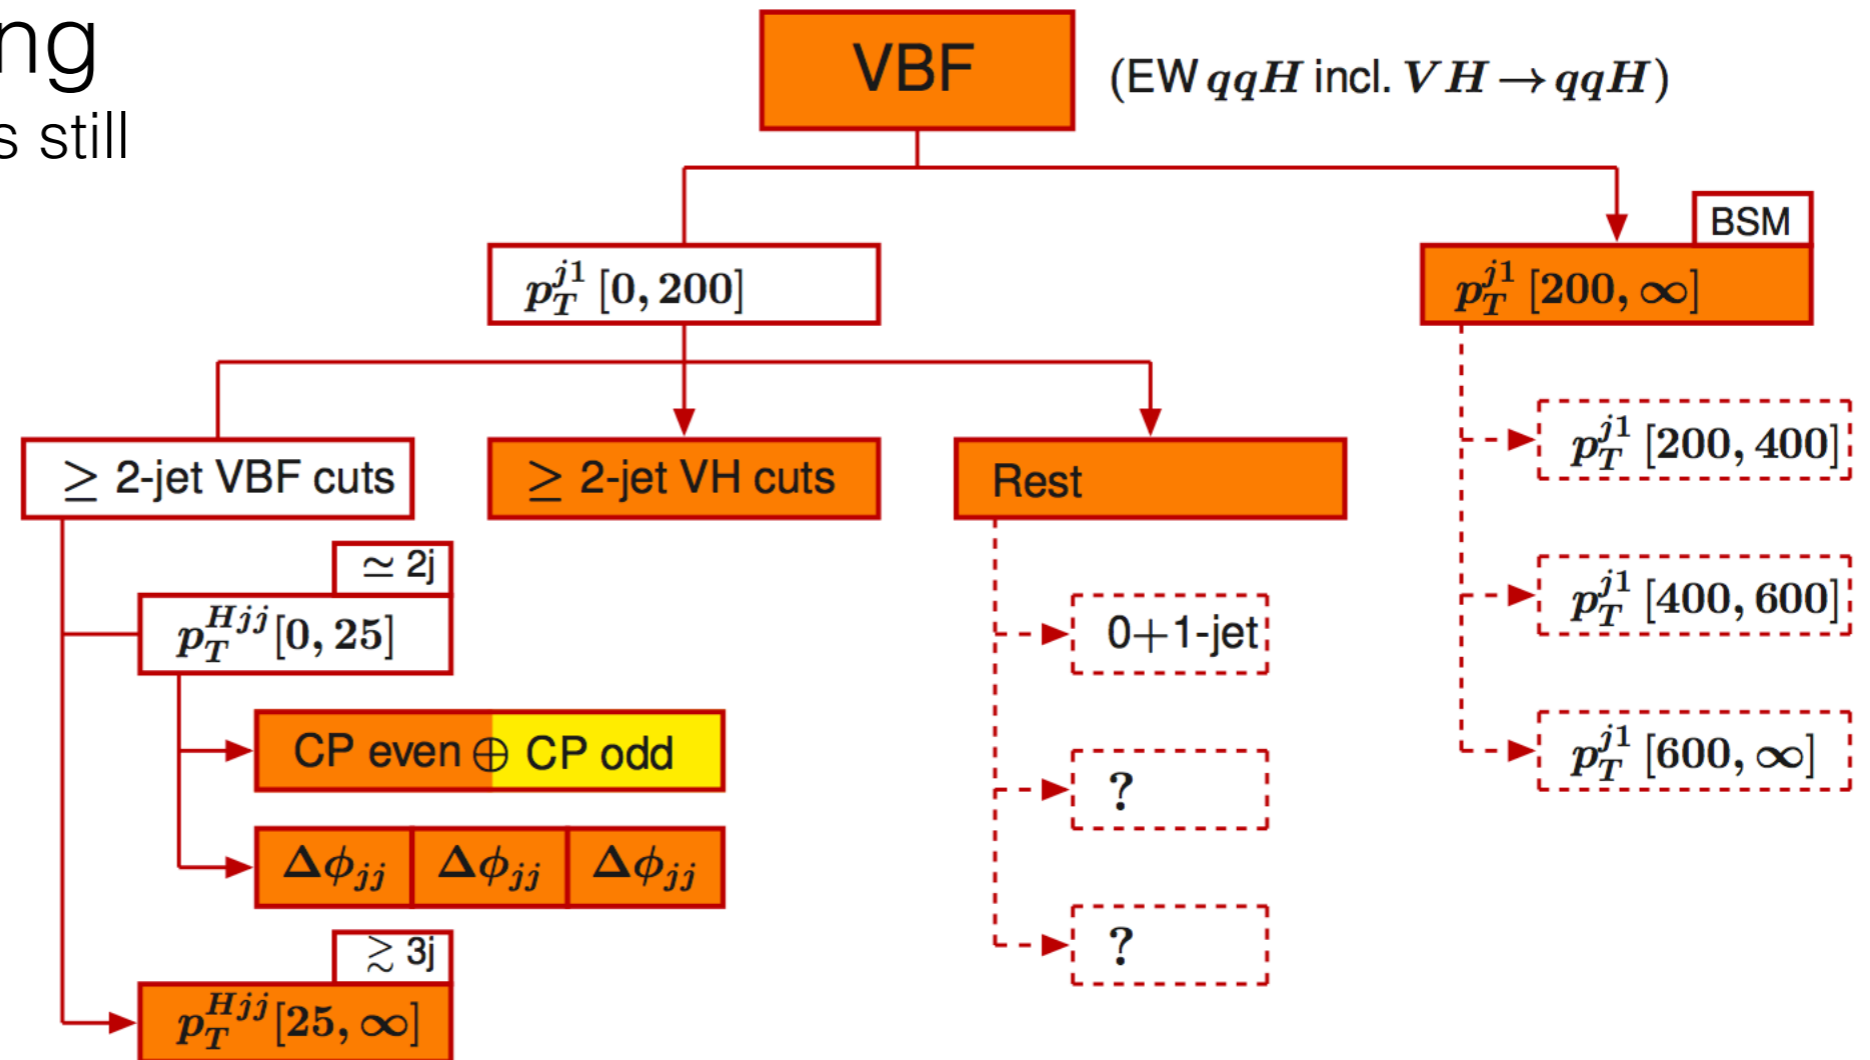 ng
s still
VBF
(EW qqH incl. VH → qqH)
BSM
p_T^{j1} [0, 200]
p_T^{j1} [200, ∞]
≥ 2-jet VBF cuts
≥ 2-jet VH cuts
Rest
p_T^{j1} [200, 400]
≃ 2j
p_T^{Hjj} [0, 25]
0+1-jet
p_T^{j1} [400, 600]
CP even ⊕ CP odd
?
p_T^{j1} [600, ∞]
Δϕ_{jj} Δϕ_{jj} Δϕ_{jj}
≳ 3j
?
p_T^{Hjj} [25, ∞]